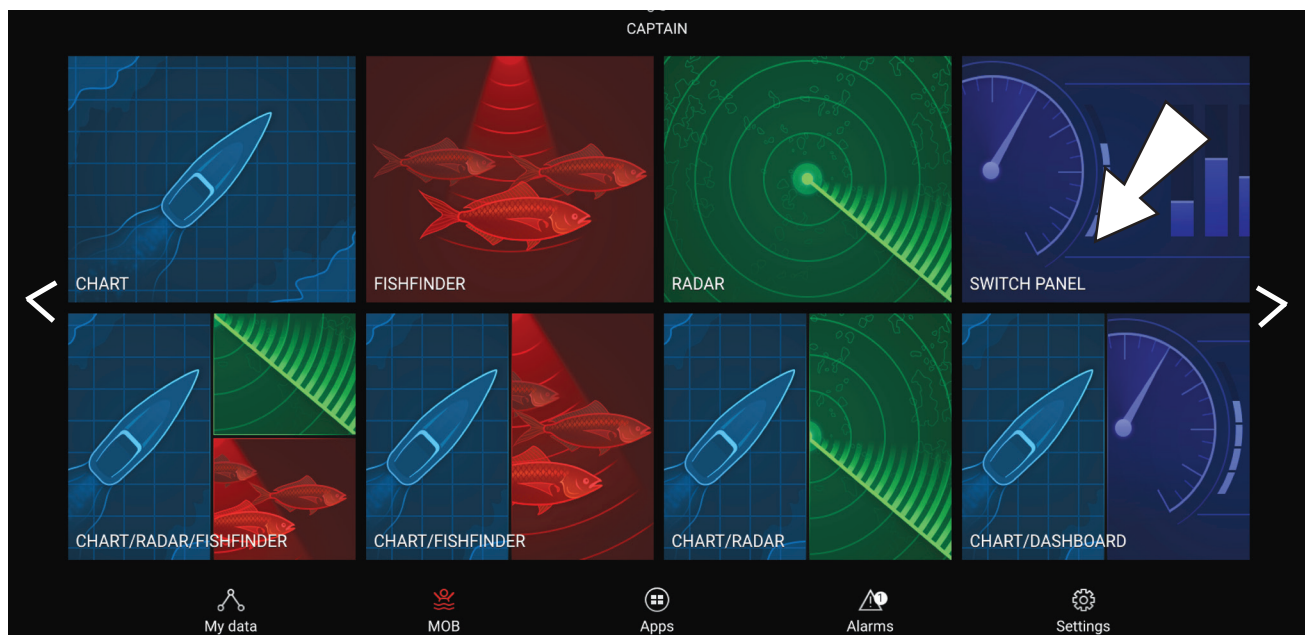 CAPTAIN
CHART
FISHFINDER
RADAR
SWITCH PANEL
CHART/RADAR/FISHFINDER
CHART/FISHFINDER
CHART/RADAR
CHART/DASHBOARD
1
My data
MOB
Apps
Alarms
Settings